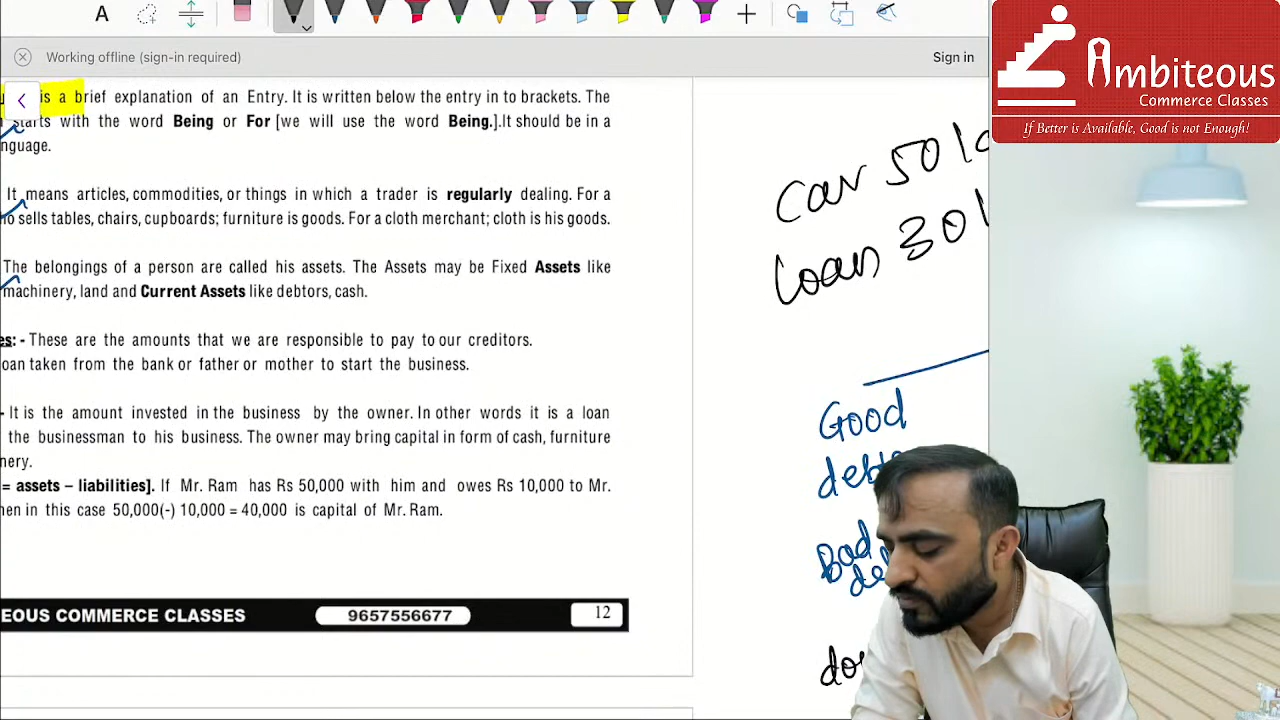 A
Working offline (sign-in required)
Sign in
is a brief explanation of an Entry. It is written below the entry in to brackets. The
starts with the word Being or For [we will use the word Being.].It should be in a
nguage.
It means articles, commodities, or things in which a trader is regularly dealing. For a
sells tables, chairs, cupboards; furniture is goods. For a cloth merchant; cloth is his goods.
The belongings of a person are called his assets. The Assets may be Fixed Assets like
machinery, land and Current Assets like debtors, cash.
es: - These are the amounts that we are responsible to pay to our creditors.
oan taken from the bank or father or mother to start the business.
- It is the amount invested in the business by the owner. In other words it is a loan
the businessman to his business. The owner may bring capital in form of cash, furniture
nery.
= assets – liabilities]. If Mr. Ram has Rs 50,000 with him and owes Rs 10,000 to Mr.
en in this case 50,000(-) 10,000 = 40,000 is capital of Mr. Ram.
EOUS COMMERCE CLASSES 9657556677 12
Car 50 l
Loan 30 l
Good
deb
Bad
de
do
Ambiteous
Commerce Classes
If Better is Available, Good is not Enough!